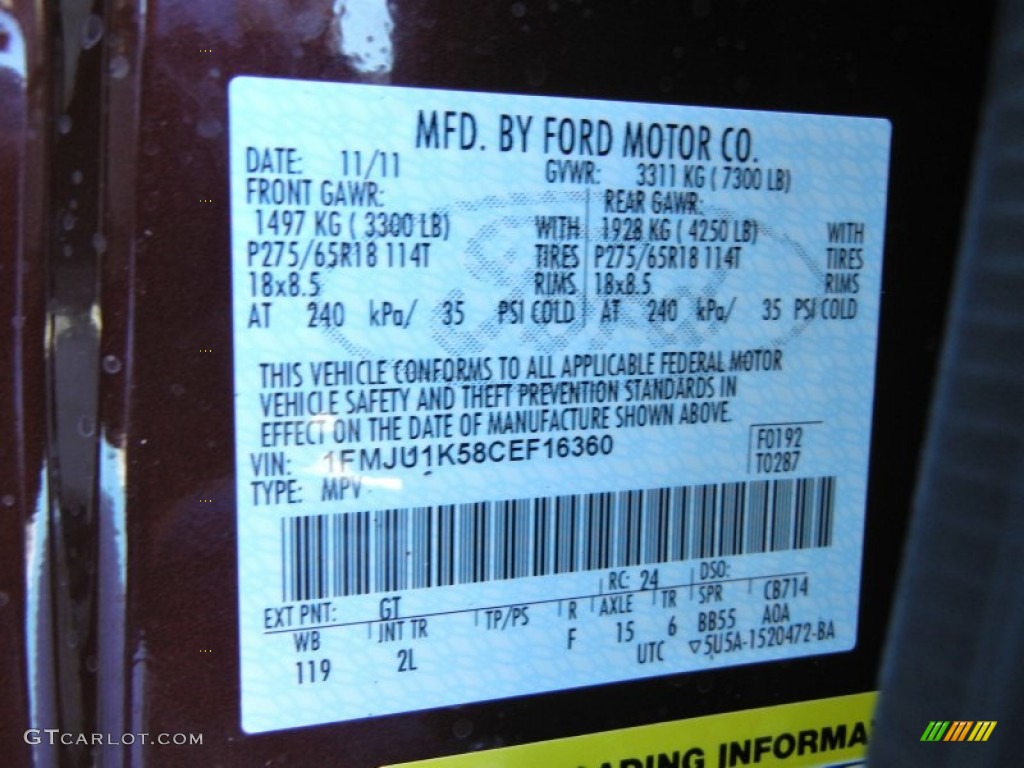 MFD. BY FORD MOTOR CO.
DATE: 11/11 GVWR: 3311 KG ( 7300 LB)
FRONT GAWR: REAR GAWR:
1497 KG ( 3300 LB) WITH 1928 KG ( 4250 LB) WITH
P275/65R18 114T TIRES P275/65R18 114T TIRES
18x8.5 RIMS 18x8.5 RIMS
AT 240 kPa/ 35 PSI COLD AT 240 kPa/ 35 PSI COLD
THIS VEHICLE CONFORMS TO ALL APPLICABLE FEDERAL MOTOR
VEHICLE SAFETY AND THEFT PREVENTION STANDARDS IN
EFFECT ON THE DATE OF MANUFACTURE SHOWN ABOVE.
VIN: 1FMJU1K58CEF16360 F0192
TYPE: MPV T0287
EXT PNT: GT RC: 24 DSO:
WB INT TR TP/PS R AXLE TR SPR CB714
119 2L F 15 6 BB55 AOA
UTC ▽5U5A-1520472-BA
ADING INFORMA
GTCARLOT.COM